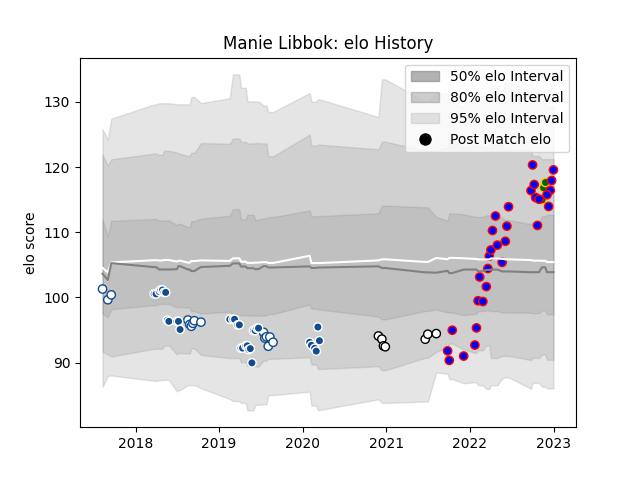 Manie Libbok: elo History
50% elo Interval
80% elo Interval
95% elo Interval
Post Match elo
elo score
130
120
110
100
90
2018 2019 2020 2021 2022 2023